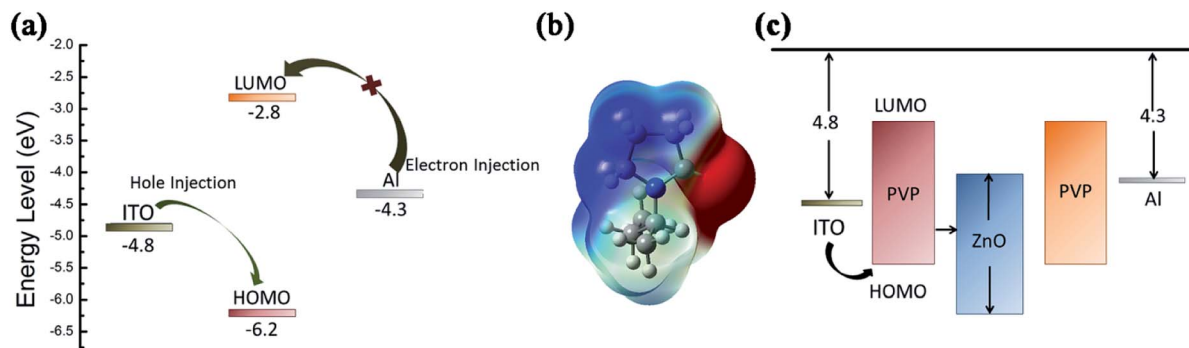 (a)
Energy Level (eV)
-2.0
-2.5
-3.0
-3.5
-4.0
-4.5
-5.0
-5.5
-6.0
-6.5
LUMO
-2.8
Electron Injection
Al
-4.3
Hole Injection
ITO
-4.8
HOMO
-6.2
(b)
(c)
4.8
LUMO
4.3
PVP
PVP
Al
ITO
ZnO
HOMO